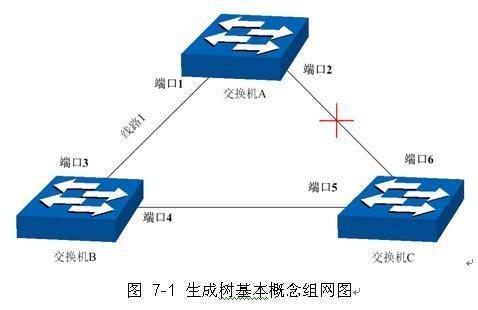 端口1
端口2
交换机A
线路1
端口3
端口6
端口5
端口4
交换机B
交换机C
图 7-1 生成树基本概念组网图